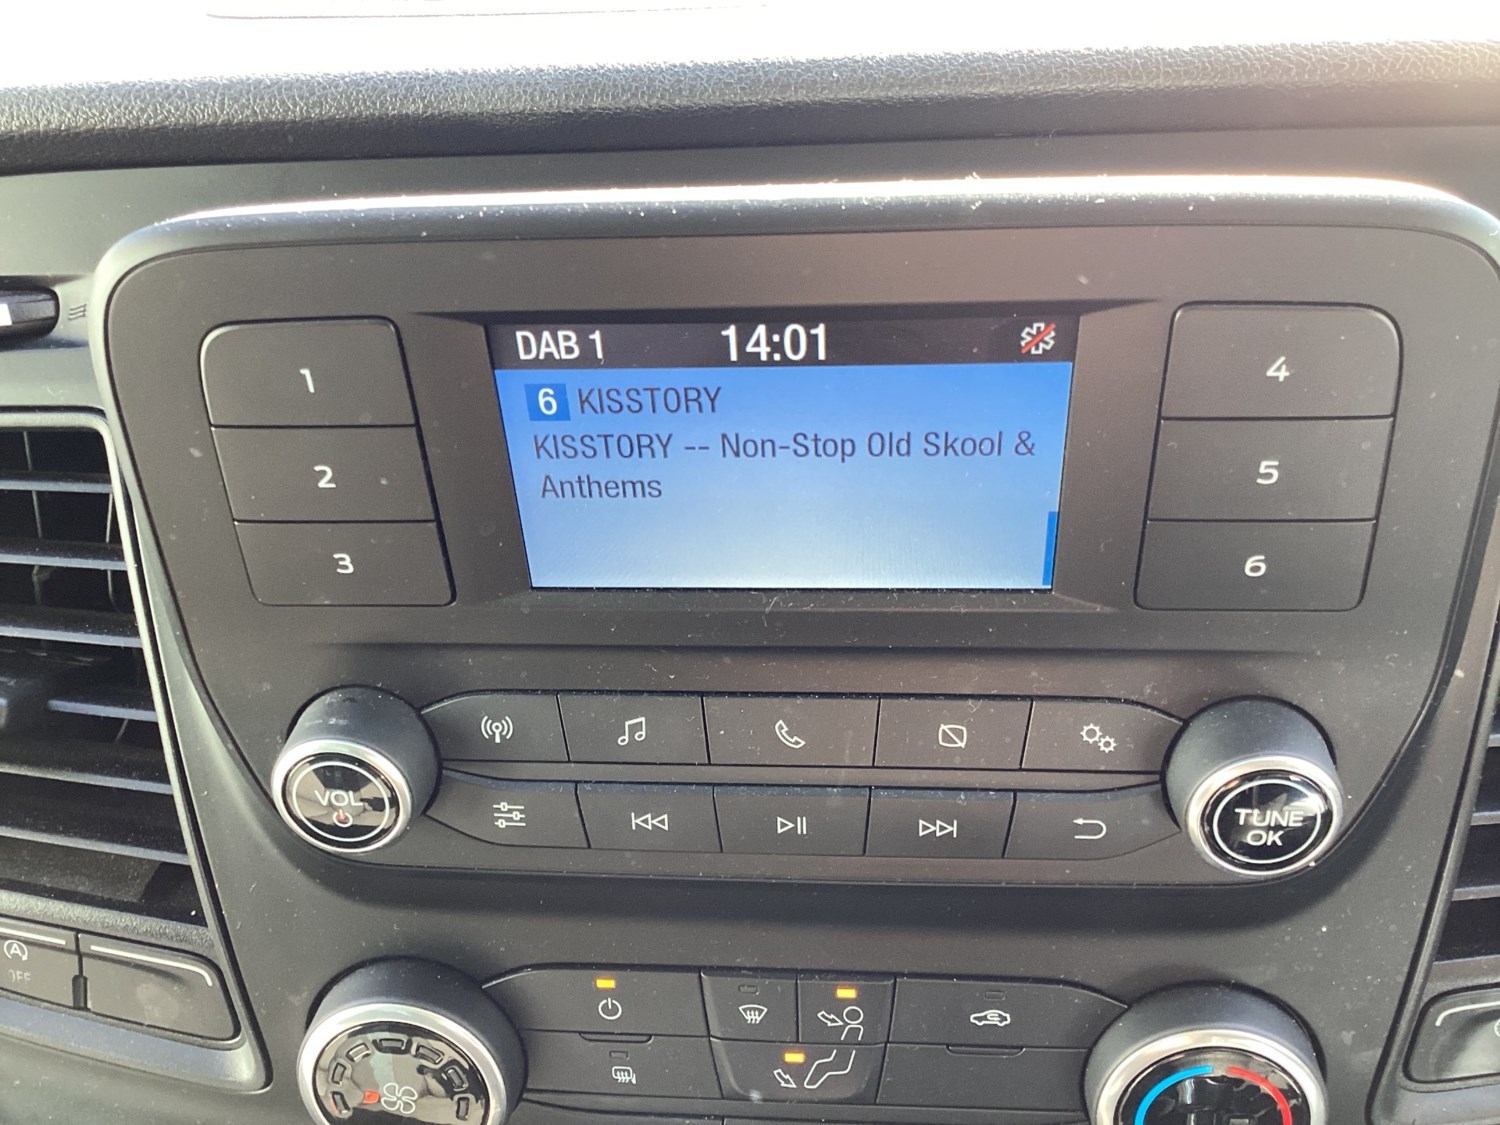 DAB 1 14:01
6 KISSTORY
KISSTORY -- Non-Stop Old Skool &
Anthems
1
2
3
4
5
6
VOL
TUNE
OK
A
OFF